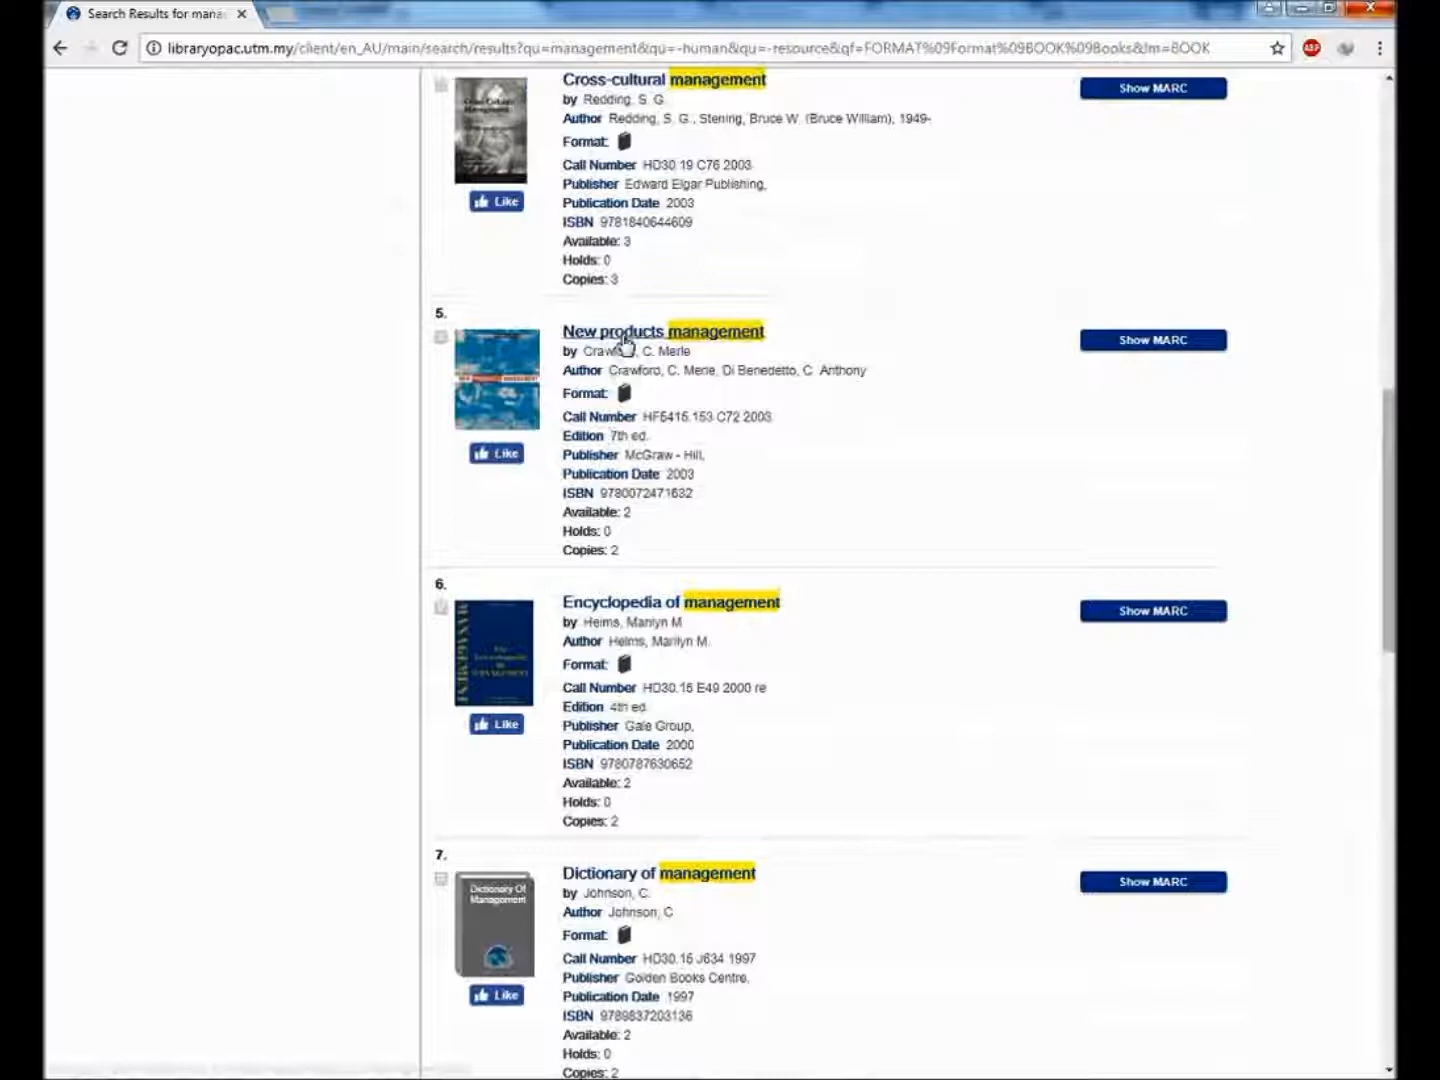 Search Results for mana
libraryopac.utm.my/client/en_AU/main/search/results?qu=management&qu=-human&qu=-resource&qf=FORMAT%09Format%09BOOK%09Books&lm=BOOK
ABP
Cross-cultural management
Show MARC
by Redding, S. G.
Author Redding, S. G., Stening, Bruce W. (Bruce William), 1949-
Format:
Call Number HD30.19 C76 2003
Publisher Edward Elgar Publishing,
Publication Date 2003
Like
ISBN 9781840644609
Available: 3
Holds: 0
Copies: 3
5.
New products management
Show MARC
by Crawford, C. Merle
Author Crawford, C. Merle, Di Benedetto, C. Anthony
Format:
Call Number HF5415.153 C72 2003
Edition 7th ed.
Publisher McGraw - Hill,
Like
Publication Date 2003
ISBN 9780072471632
Available: 2
Holds: 0
Copies: 2
6.
Encyclopedia of management
Show MARC
by Helms, Marilyn M.
Author Helms, Marilyn M.
Format:
Call Number HD30.15 E49 2000 re
Edition 4th ed.
Publisher Gale Group,
Like
Publication Date 2000
ISBN 9780787630652
Available: 2
Holds: 0
Copies: 2
7.
Dictionary of management
Show MARC
Dictionary Of
Management
by Johnson, C.
Author Johnson, C.
Format:
Call Number HD30.15 J634 1997
Publisher Golden Books Centre,
Like
Publication Date 1997
ISBN 9789837203136
Available: 2
Holds: 0
Copies: 2